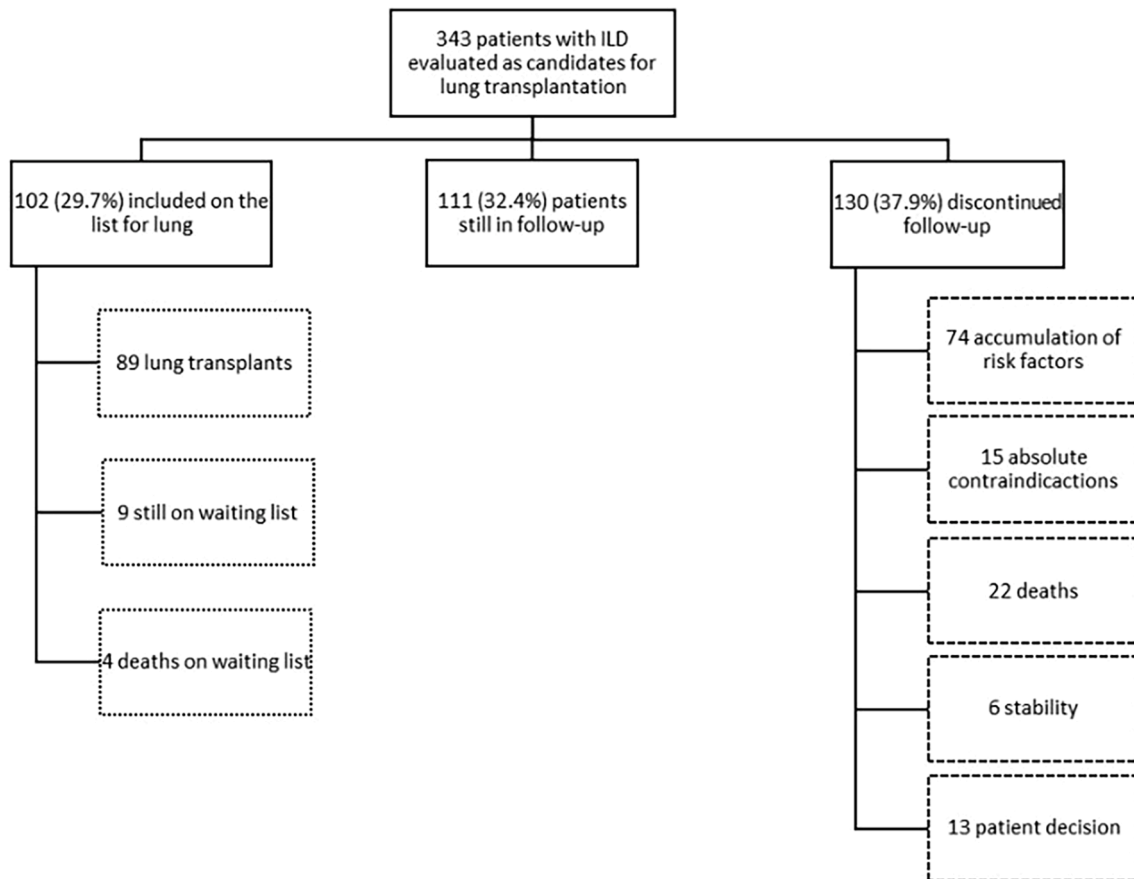 343 patients with ILD
evaluated as candidates for
lung transplantation
102 (29.7%) included on the
list for lung
111 (32.4%) patients
still in follow-up
130 (37.9%) discontinued
follow-up
89 lung transplants
9 still on waiting list
4 deaths on waiting list
74 accumulation of
risk factors
15 absolute
contraindicactions
22 deaths
6 stability
13 patient decision